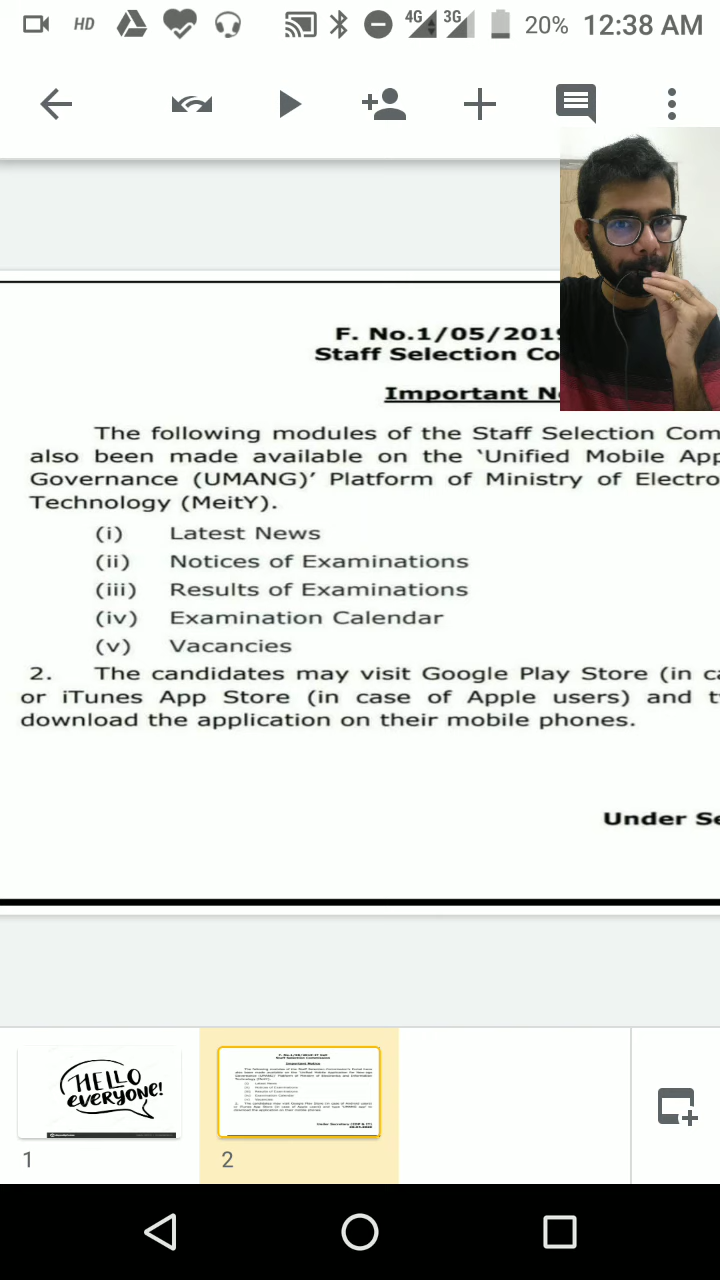 HD
4G
3G
20%
12:38 AM
F. No.1/05/2019
Staff Selection Co
Important N
The following modules of the Staff Selection Com
also been made available on the ‘Unified Mobile App
Governance (UMANG)’ Platform of Ministry of Electro
Technology (MeitY).
(i) Latest News
(ii) Notices of Examinations
(iii) Results of Examinations
(iv) Examination Calendar
(v) Vacancies
2. The candidates may visit Google Play Store (in ca
or iTunes App Store (in case of Apple users) and t
download the application on their mobile phones.
Under Se
HELLO
everyone!
1
2